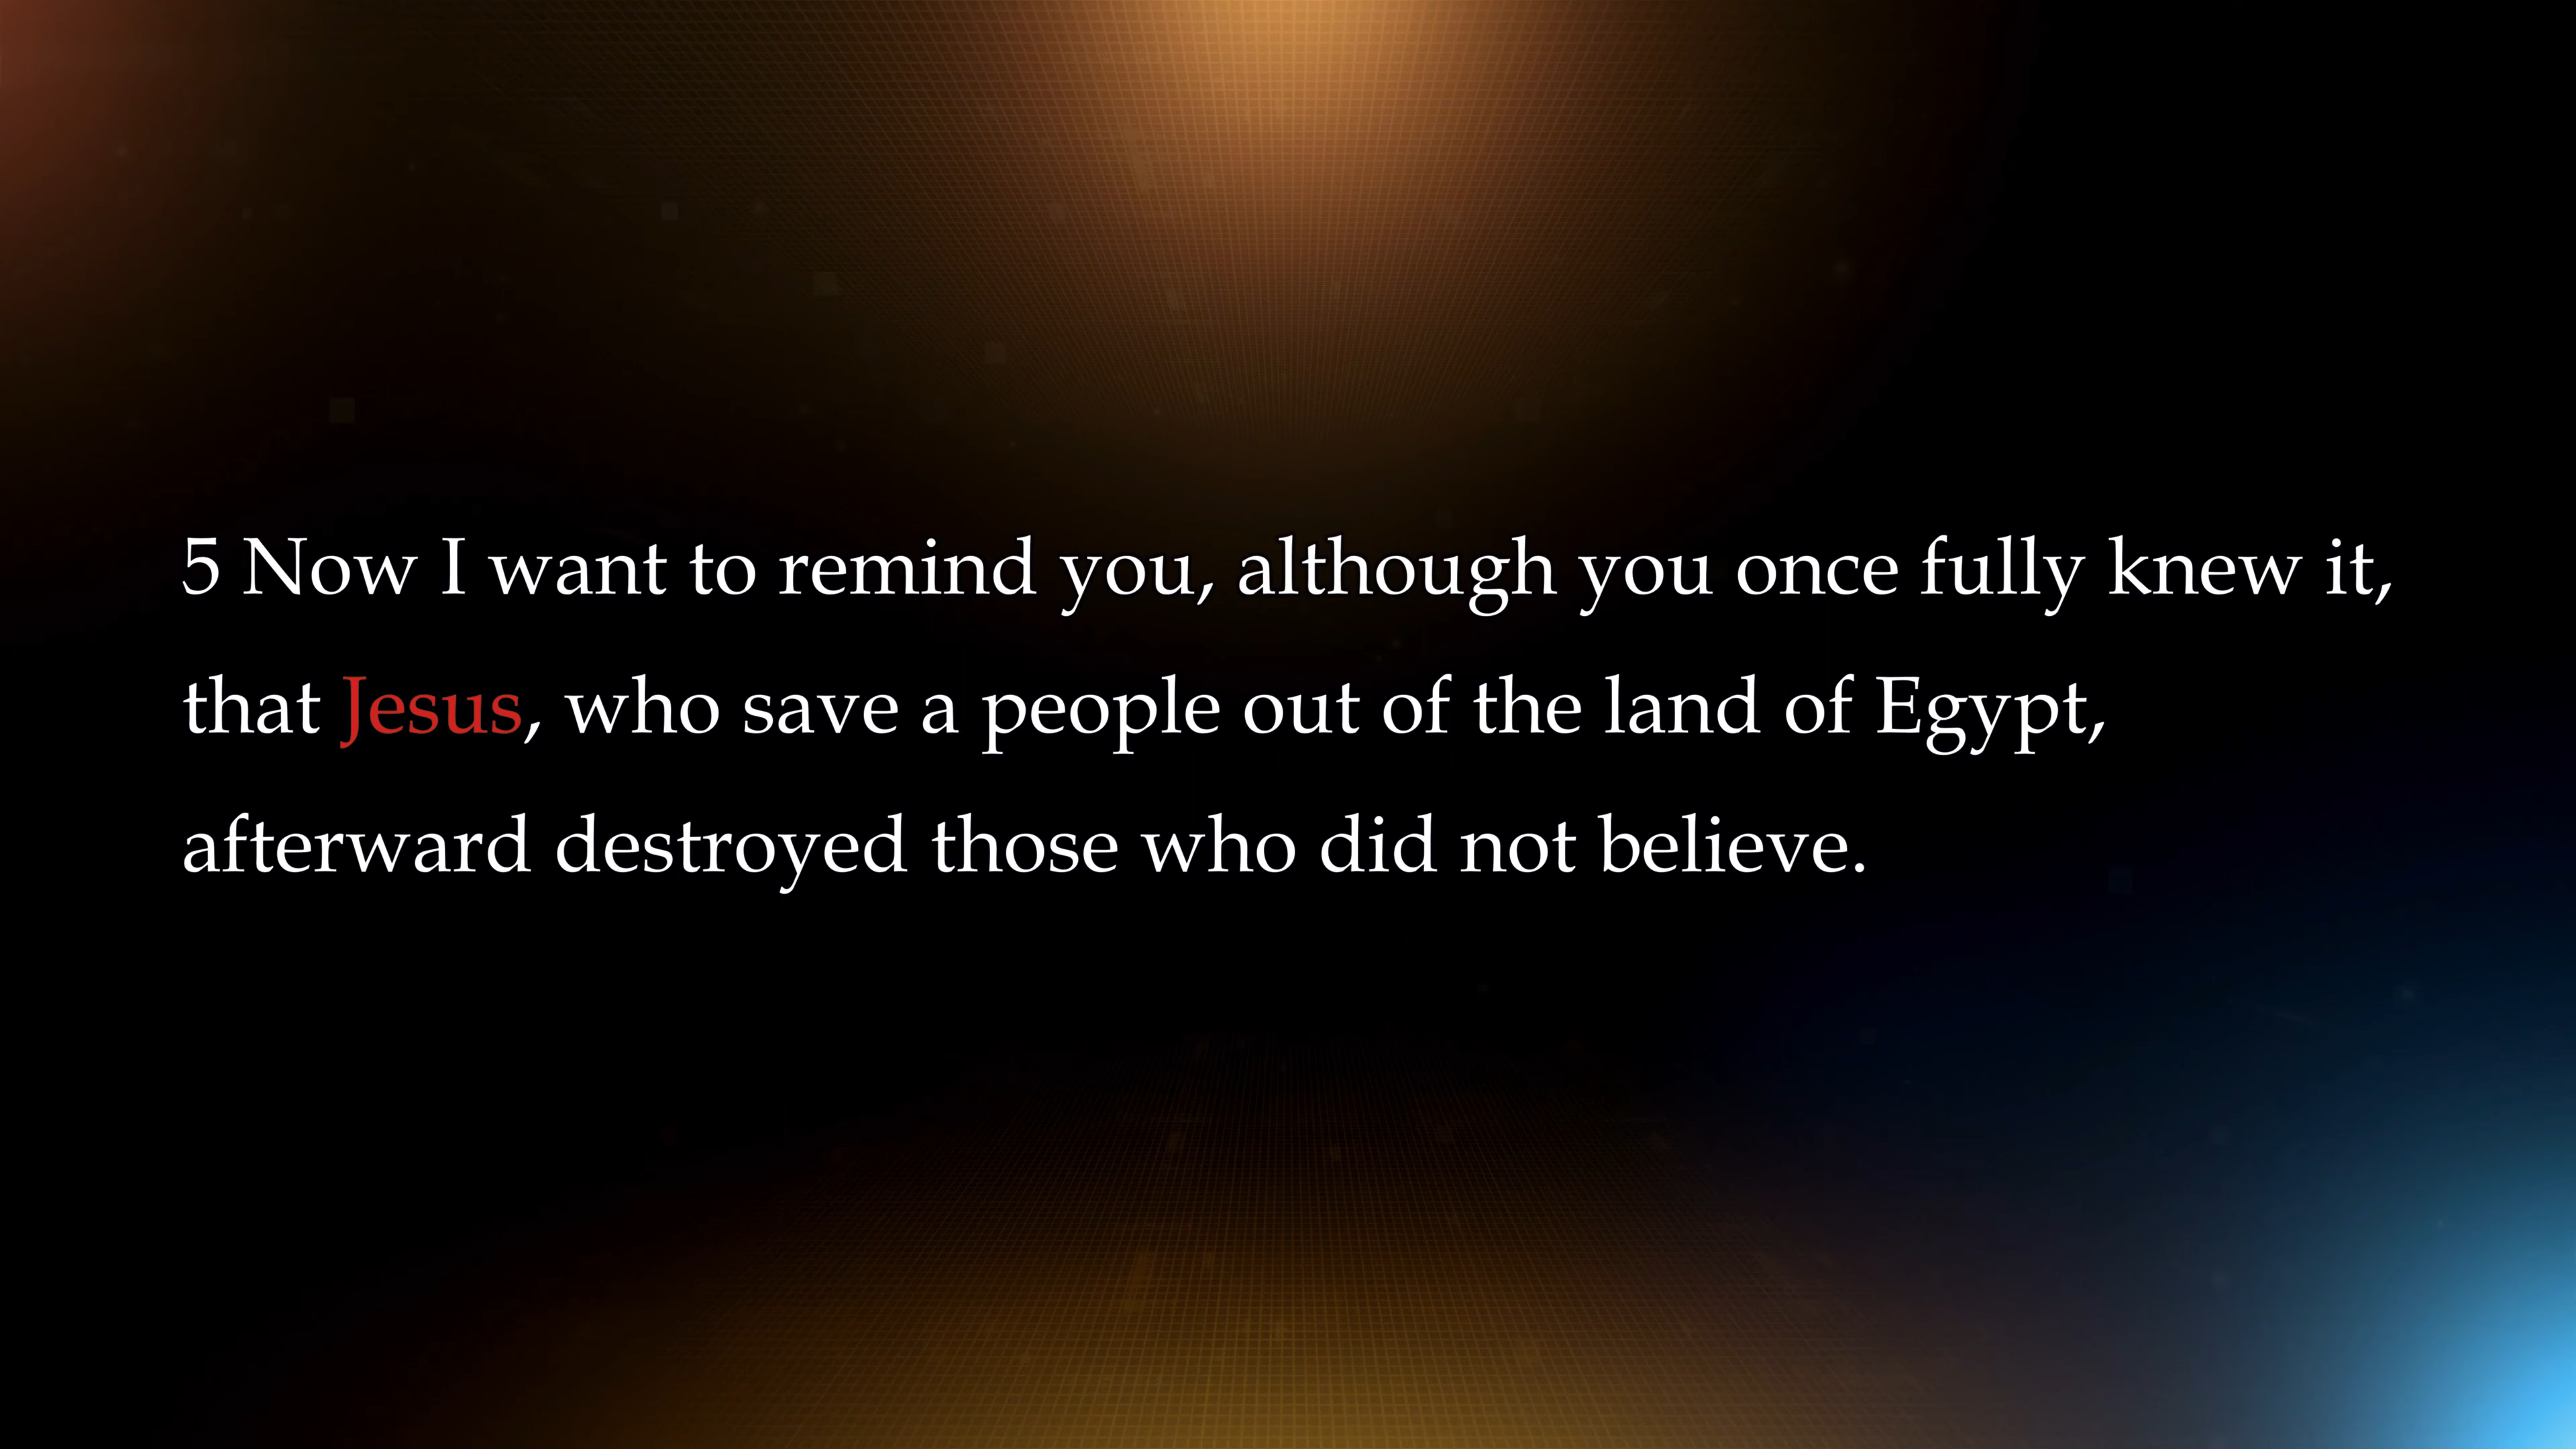 5 Now I want to remind you, although you once fully knew it,
that Jesus, who save a people out of the land of Egypt,
afterward destroyed those who did not believe.